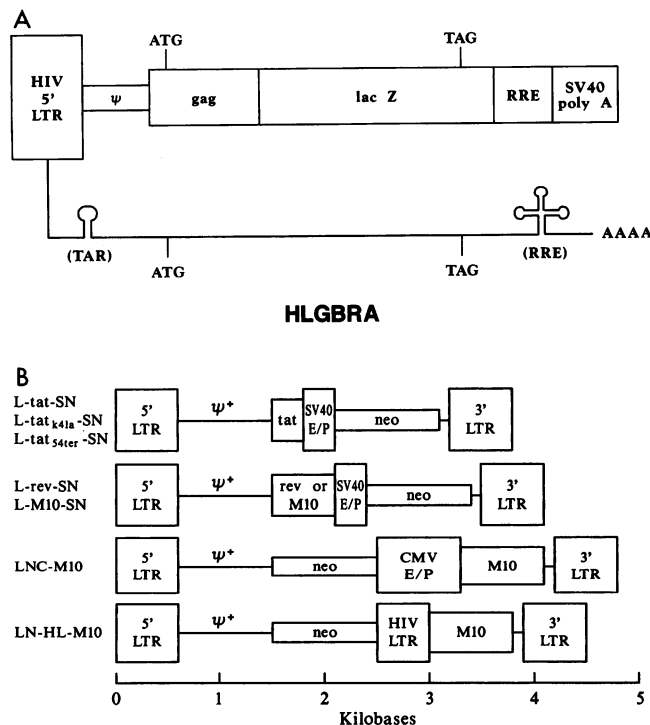 A
ATG TAG
HIV
5'
LTR
ψ
gag
lac Z
RRE
SV40
poly A
(TAR)
ATG
TAG
(RRE)
AAAA
HLGBRA
B
L-tat-SN
L-tatk41a-SN
L-tat54ter-SN
5'
LTR
ψ+
tat
SV40
E/P
neo
3'
LTR
L-rev-SN
L-M10-SN
5'
LTR
ψ+
rev or
M10
SV40
E/P
neo
3'
LTR
LNC-M10
5'
LTR
ψ+
neo
CMV
E/P
M10
3'
LTR
LN-HL-M10
5'
LTR
ψ+
neo
HIV
LTR
M10
3'
LTR
0 1 2 3 4 5
Kilobases